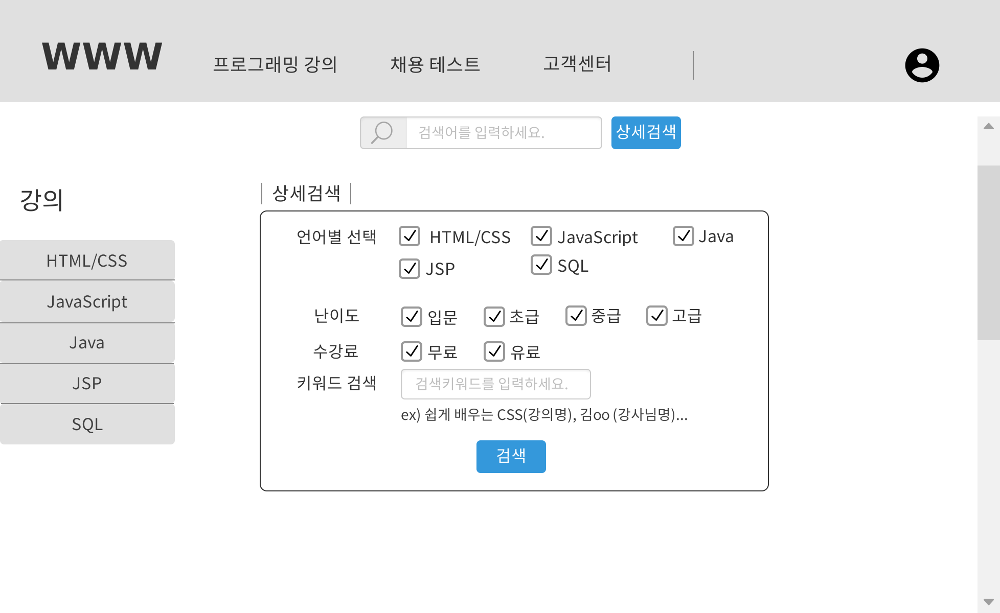 www
프로그래밍 강의 채용 테스트 고객센터
검색어를 입력하세요. 상세검색
강의
HTML/CSS
JavaScript
Java
JSP
SQL
상세검색
언어별 선택 HTML/CSS JavaScript Java
JSP SQL
난이도 입문 초급 중급 고급
수강료 무료 유료
키워드 검색 검색키워드를 입력하세요.
ex) 쉽게 배우는 CSS(강의명), 김oo (강사님명)...
검색